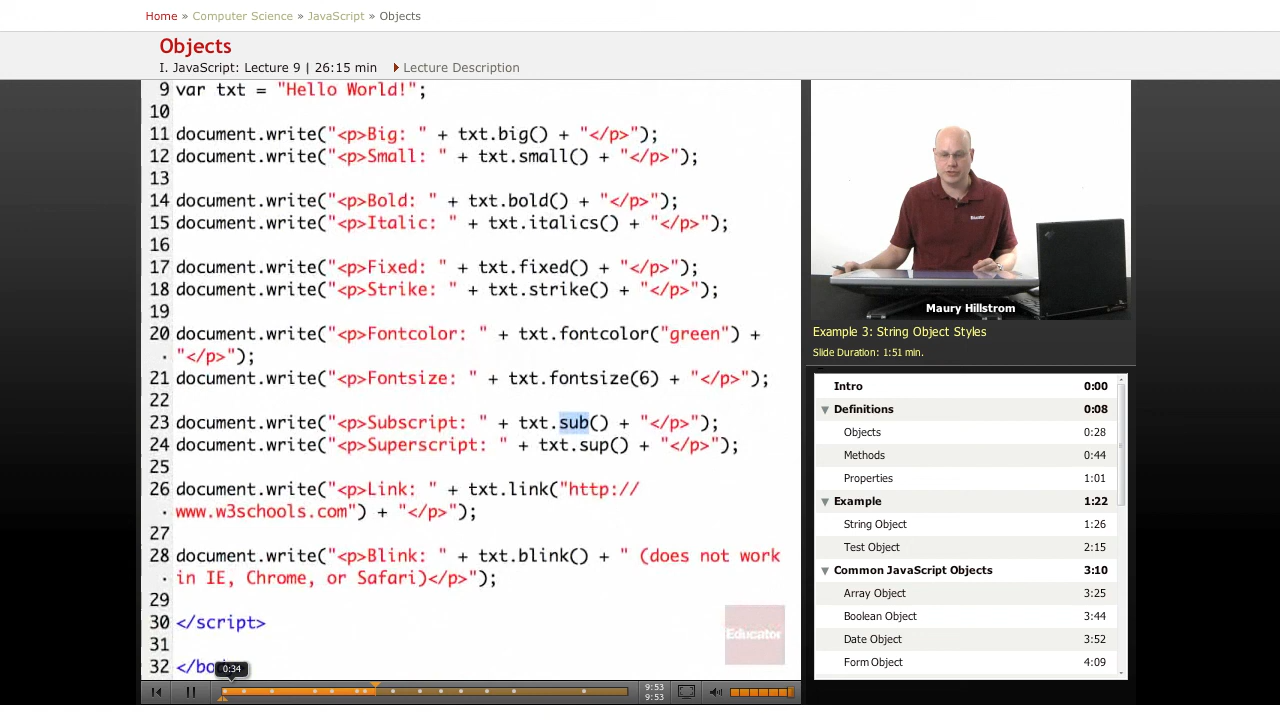 Home » Computer Science » JavaScript » Objects
Objects
I. JavaScript: Lecture 9 | 26:15 min Lecture Description
9 var txt = "Hello World!";
10
11 document.write("<p>Big: " + txt.big() + "</p>");
12 document.write("<p>Small: " + txt.small() + "</p>");
13
14 document.write("<p>Bold: " + txt.bold() + "</p>");
15 document.write("<p>Italic: " + txt.italics() + "</p>");
16
17 document.write("<p>Fixed: " + txt.fixed() + "</p>");
18 document.write("<p>Strike: " + txt.strike() + "</p>");
19
20 document.write("<p>Fontcolor: " + txt.fontcolor("green") +
· "</p>");
21 document.write("<p>Fontsize: " + txt.fontsize(6) + "</p>");
22
23 document.write("<p>Subscript: " + txt.sub() + "</p>");
24 document.write("<p>Superscript: " + txt.sup() + "</p>");
25
26 document.write("<p>Link: " + txt.link("http://
· www.w3schools.com") + "</p>");
27
28 document.write("<p>Blink: " + txt.blink() + " (does not work
· in IE, Chrome, or Safari)</p>");
29
30 </script>
31
32 </bo
Educator
0:34
9:53
9:53
Educator
Maury Hillstrom
Example 3: String Object Styles
Slide Duration: 1:51 min.
Intro 0:00
Definitions 0:08
Objects 0:28
Methods 0:44
Properties 1:01
Example 1:22
String Object 1:26
Test Object 2:15
Common JavaScript Objects 3:10
Array Object 3:25
Boolean Object 3:44
Date Object 3:52
Form Object 4:09